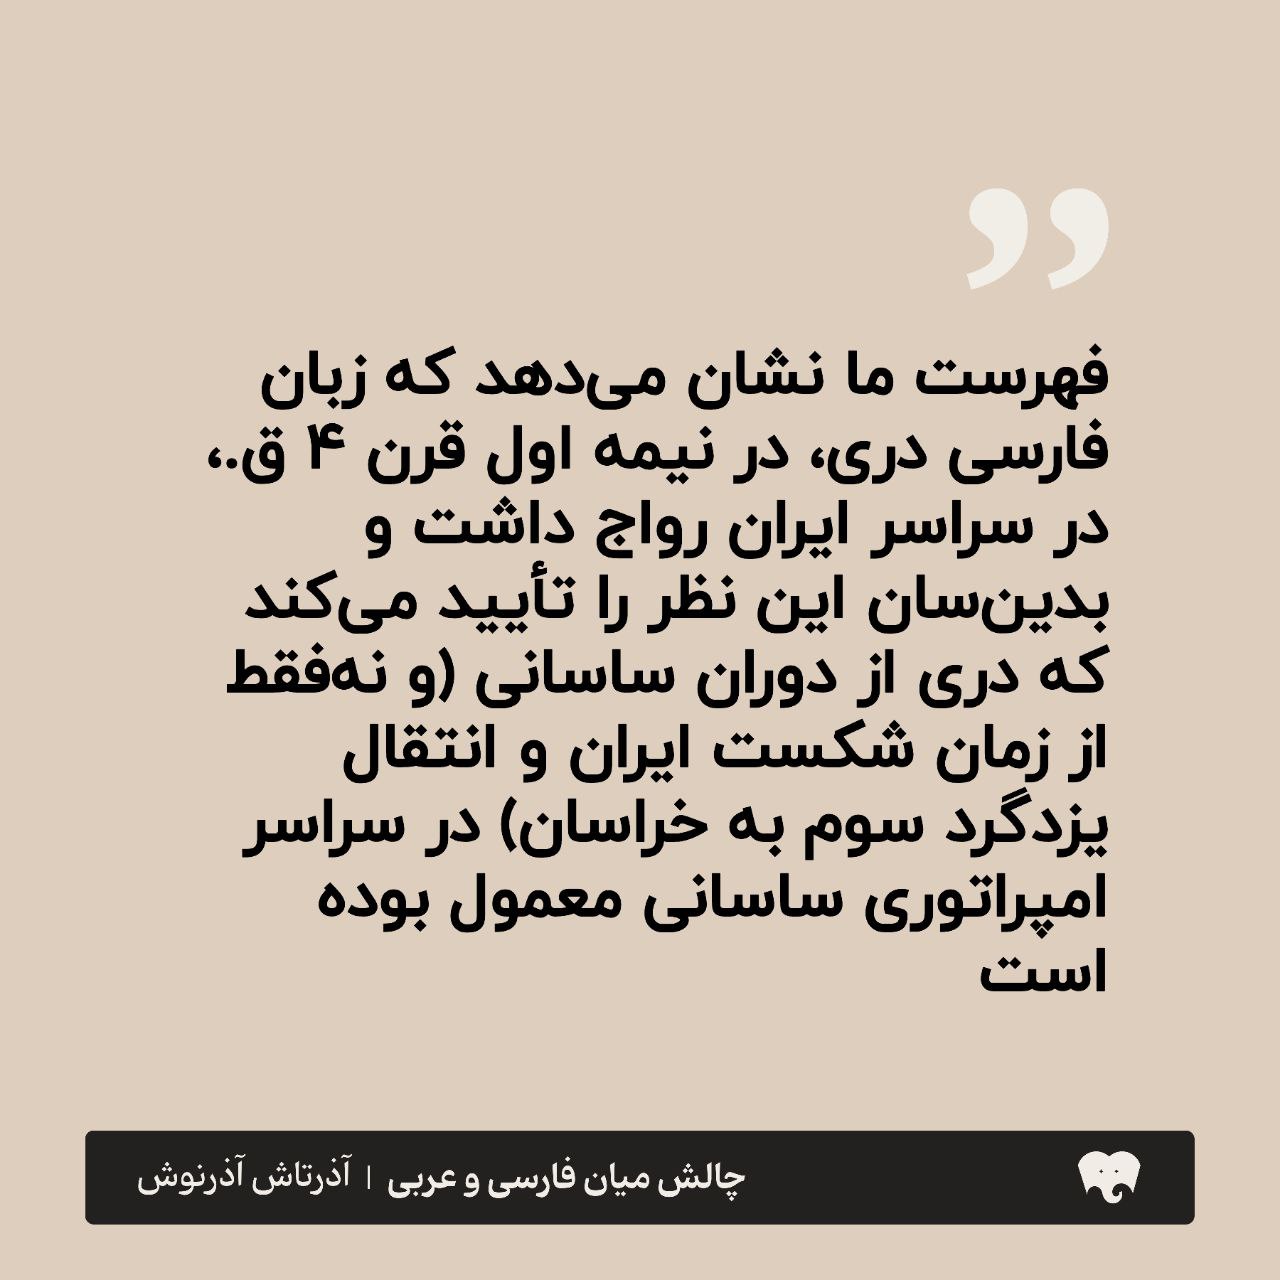 ”
فهرست ما نشان می‌دهد که زبان
فارسی دری، در نیمه اول قرن ۴ ق.،
در سراسر ایران رواج داشت و
بدین‌سان این نظر را تأیید می‌کند
که دری از دوران ساسانی (و نه‌فقط
از زمان شکست ایران و انتقال
یزدگرد سوم به خراسان) در سراسر
امپراتوری ساسانی معمول بوده
است
چالش میان فارسی و عربی | آذرتاش آذرنوش